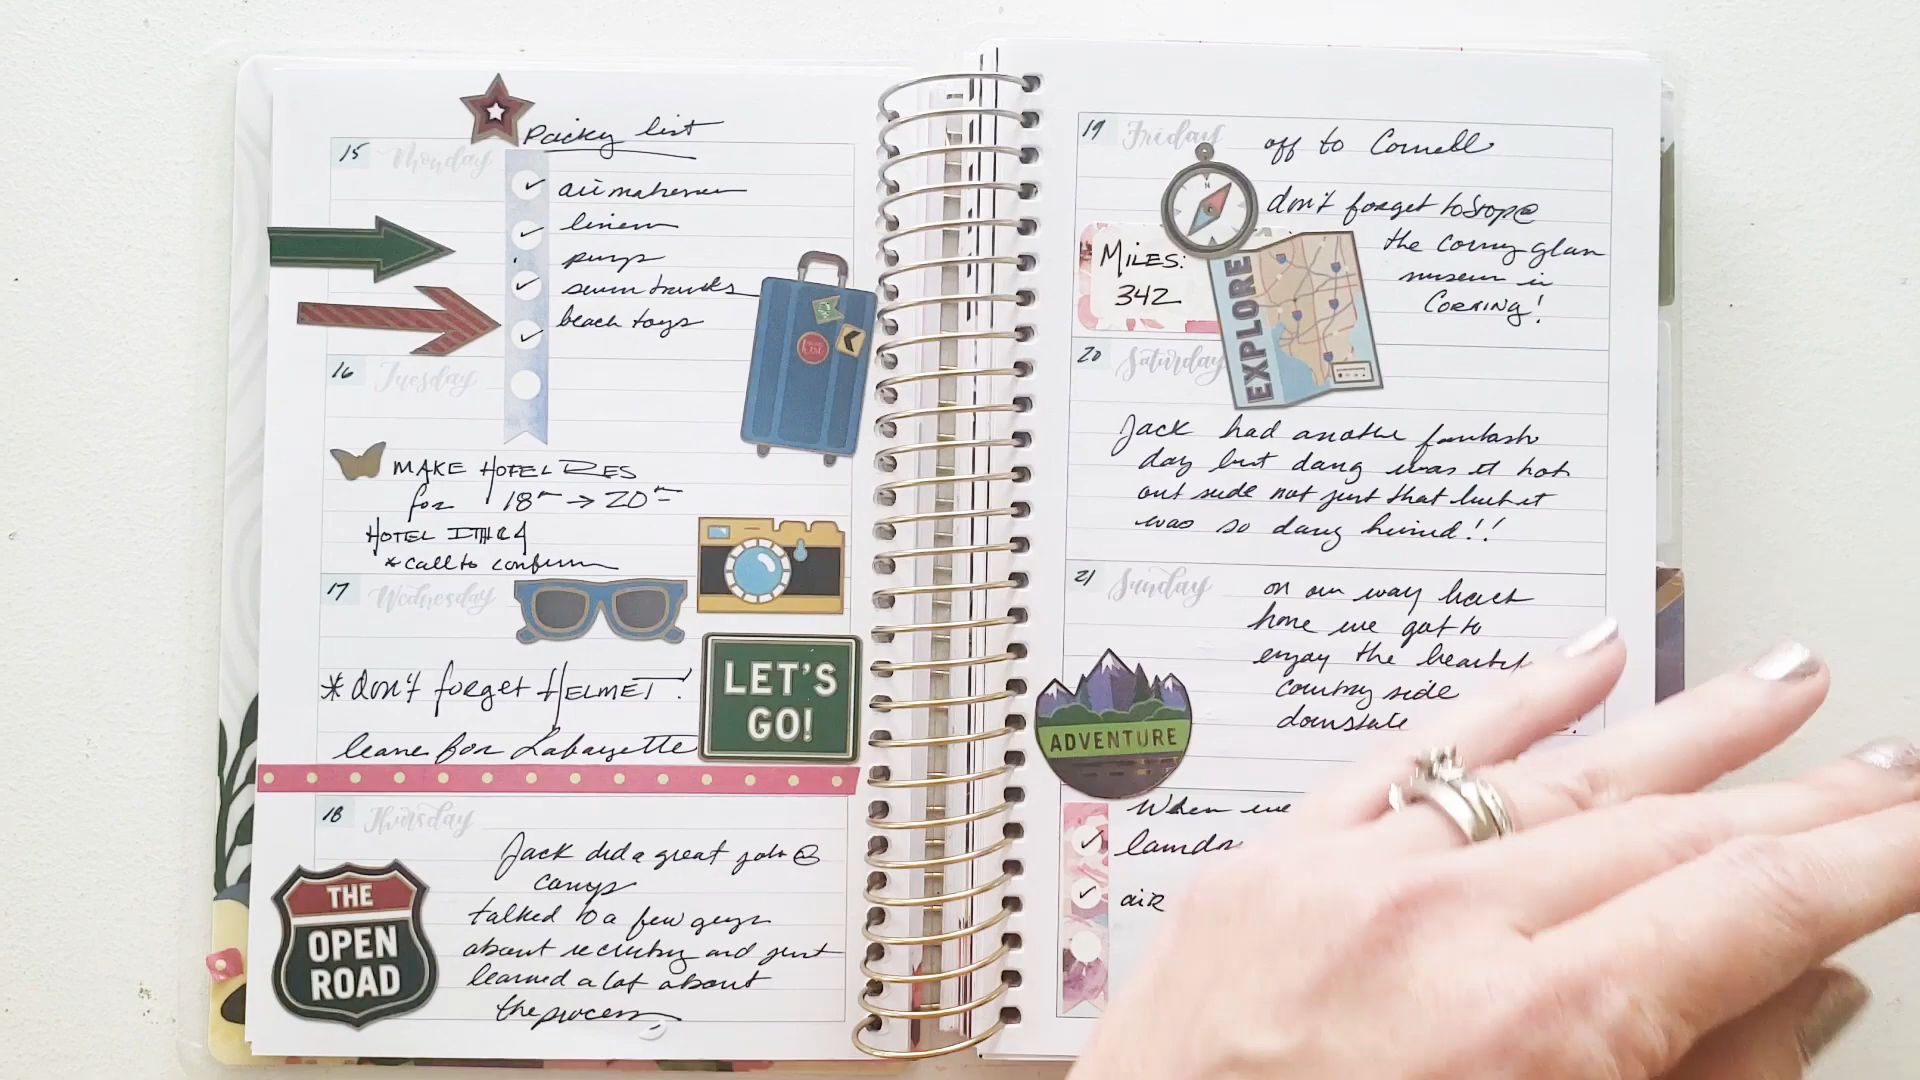 Packing list
15 Monday
air mattress
linens
pumps
swim trunks
beach toys
16 Tuesday
MAKE HOTEL RES
for 18th → 20th
HOTEL ITHACA
*call to confirm
17 Wednesday
LET'S
GO!
*don't forget HELMET!
leave for Lafayette
18 Thursday
Jack did a great job @
camp
talked to a few guys
about recruiting and just
learned a lot about
the process
THE
OPEN
ROAD
19 Friday
off to Cornell
N
don't forget to stop @
the corning glass
museum in
CORNING!
MILES:
342
EXPLORE
20 Saturday
Jack had another fantastic
day but dang was it hot
out side not just that but it
was so dang humid!!
21 Sunday
on our way back
home we got to
enjoy the beautiful
country side
downstate
ADVENTURE
When we
air